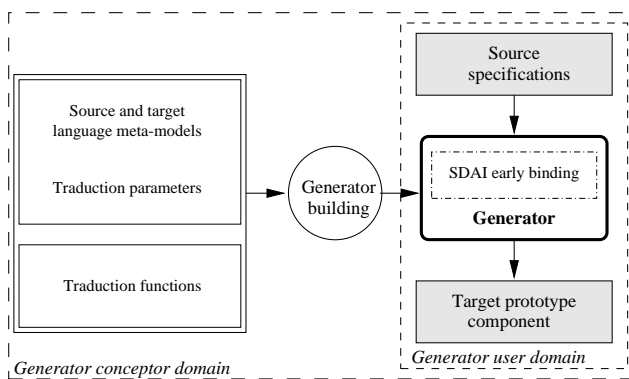 Source and target
language meta-models
Traduction parameters
Traduction functions
Generator conceptor domain
Generator
building
Source
specifications
SDAI early binding
Generator
Target prototype
component
Generator user domain